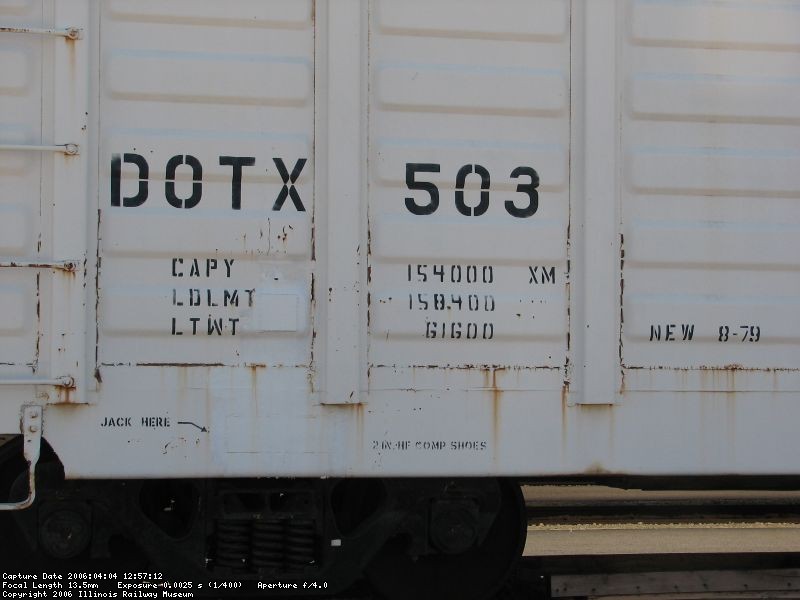 DOTX 503
CAPY 154000 XM
LDLMT 158400
LTWT 61600
NEW 8-79
JACK HERE
2 IN.-HF COMP SHOES
Capture Date 2006:04:04 12:57:12
Focal Length 13.5mm Exposure 0.0025 s (1/400) Aperture f/4.0
Copyright 2006 Illinois Railway Museum